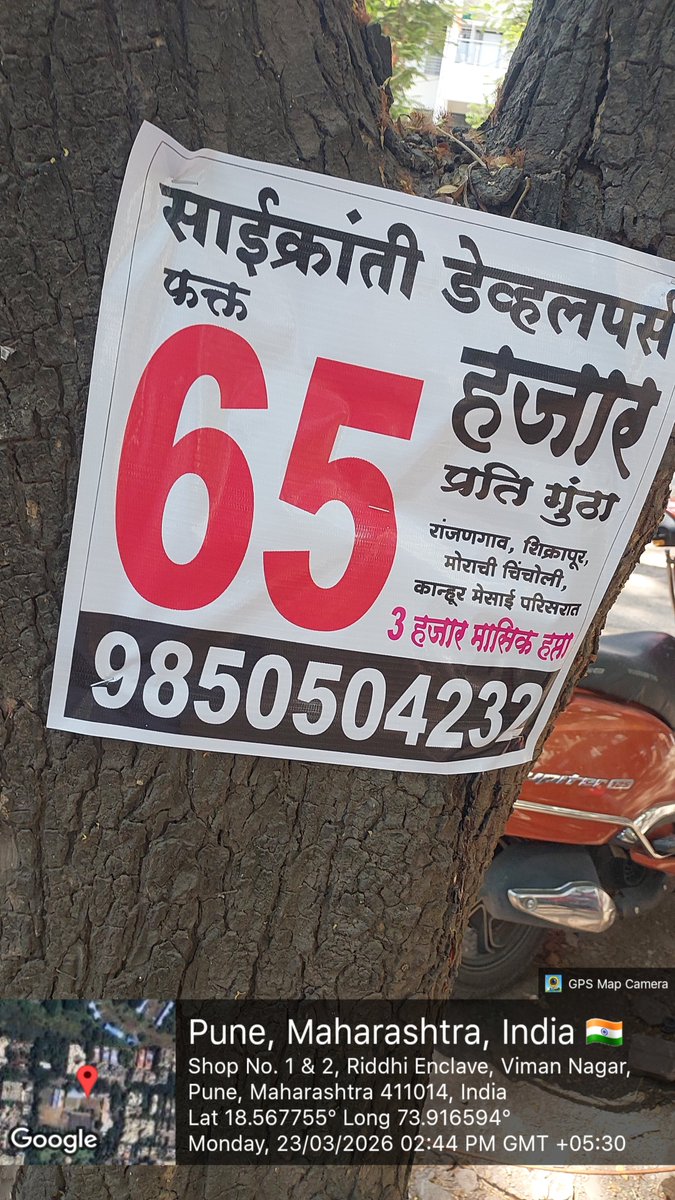 साईक्रांती डेव्हलपर्स
फक्त
65 हजार
प्रति गुंठा
रांजणगाव, शिक्रापूर,
मोराची चिंचोली,
कान्हूर मेसाई परिसरात
3 हजार मासिक हप्ता
9850504232
GPS Map Camera
Pune, Maharashtra, India 🇮🇳
Shop No. 1 & 2, Riddhi Enclave, Viman Nagar,
Pune, Maharashtra 411014, India
Lat 18.567755° Long 73.916594°
Monday, 23/03/2026 02:44 PM GMT +05:30
Google